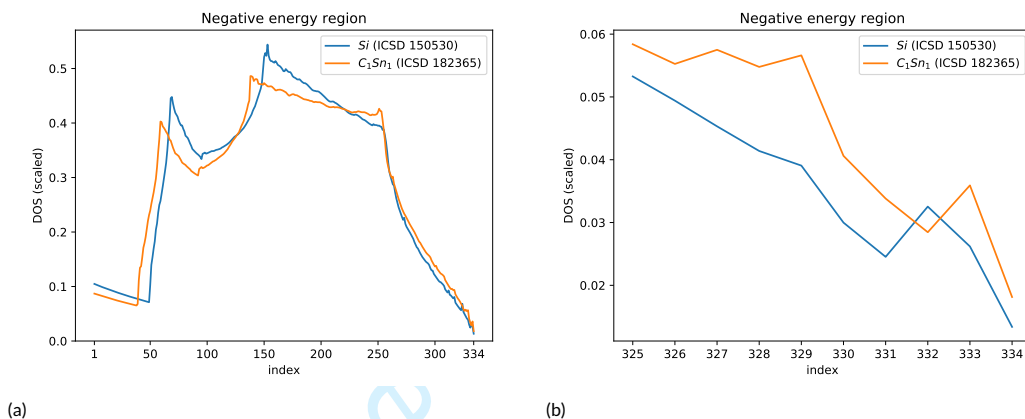 Negative energy region
Si (ICSD 150530)
C₁Sn₁ (ICSD 182365)
DOS (scaled)
0.5
0.4
0.3
0.2
0.1
0.0
1 50 100 150 200 250 300 334
index
(a)
Negative energy region
Si (ICSD 150530)
C₁Sn₁ (ICSD 182365)
DOS (scaled)
0.06
0.05
0.04
0.03
0.02
325 326 327 328 329 330 331 332 333 334
index
(b)